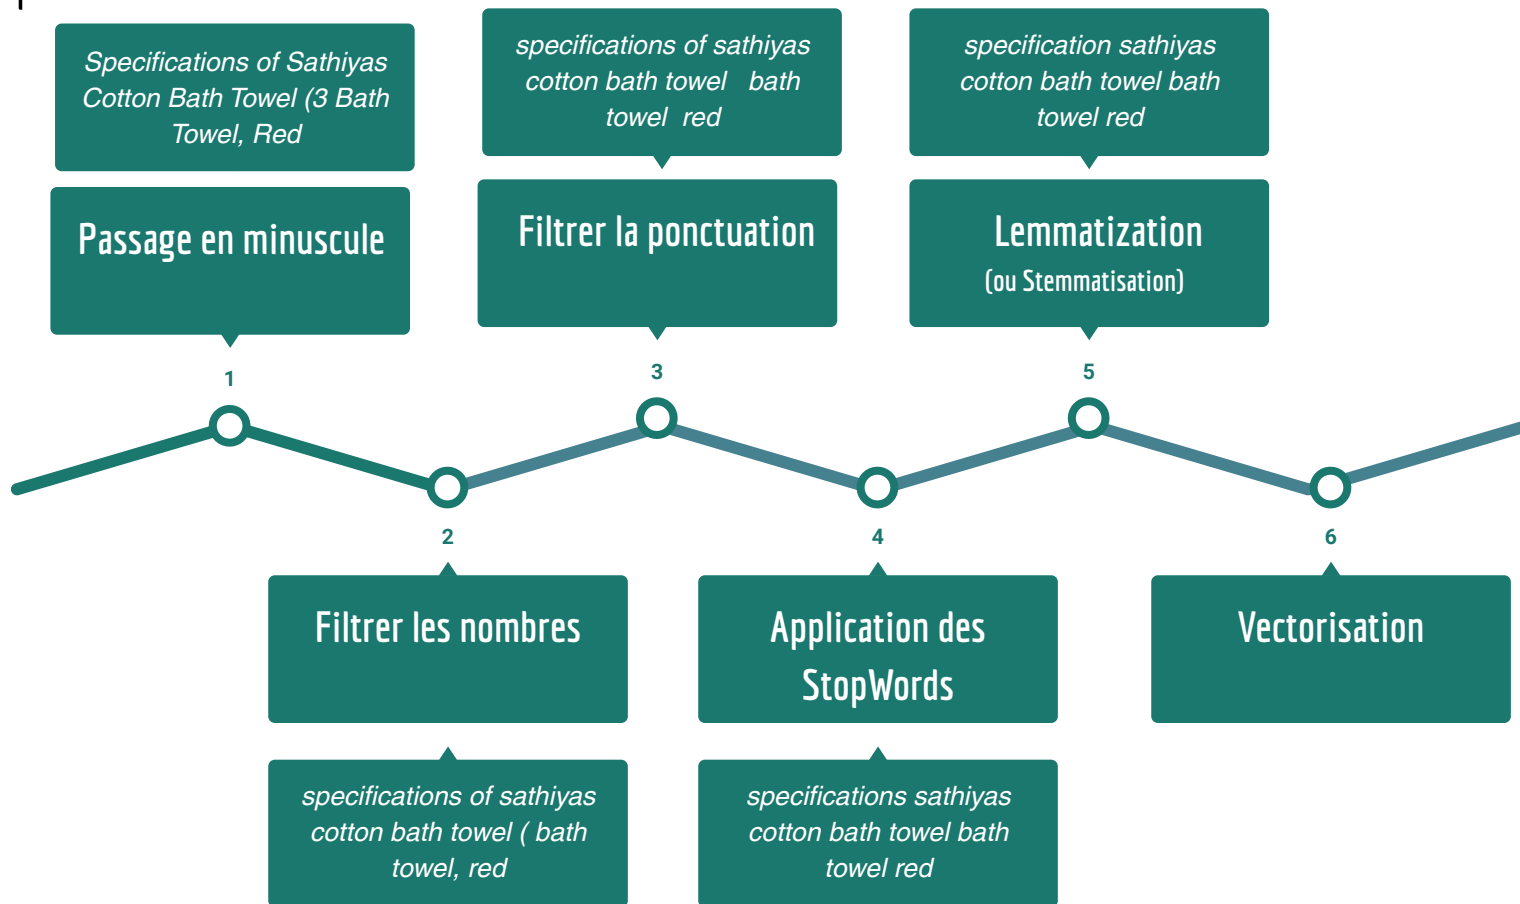 Specifications of Sathiyas
Cotton Bath Towel (3 Bath
Towel, Red
Passage en minuscule
1
2
Filtrer les nombres
specifications of sathiyas
cotton bath towel ( bath
towel, red
specifications of sathiyas
cotton bath towel   bath
towel  red
Filtrer la ponctuation
3
4
Application des
StopWords
specifications sathiyas
cotton bath towel bath
towel red
specification sathiyas
cotton bath towel bath
towel red
Lemmatization
(ou Stemmatisation)
5
6
Vectorisation